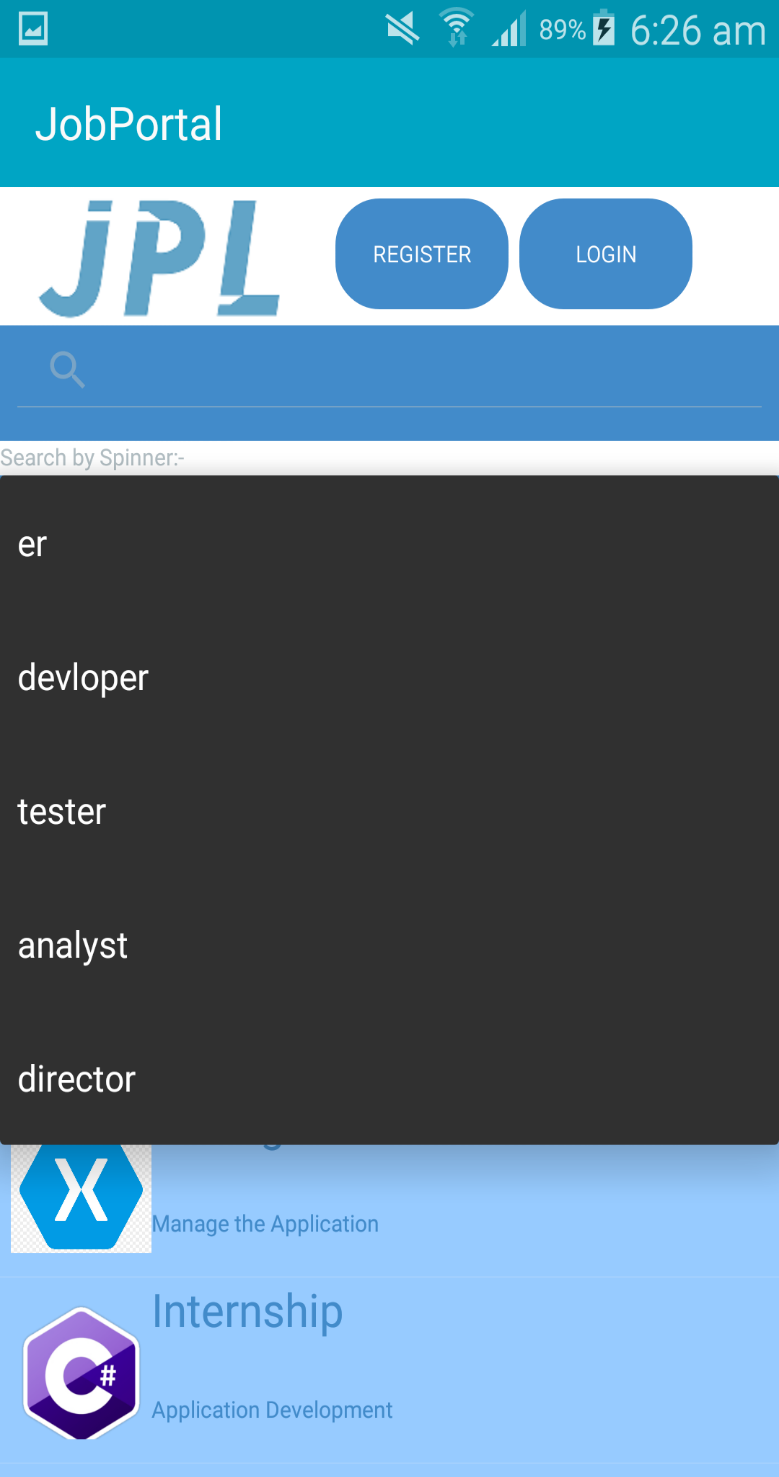 89% 6:26 am
JobPortal
JPL REGISTER LOGIN
Search by Spinner:-
er
devloper
tester
analyst
director
X
Manage the Application
Internship
C#
Application Development